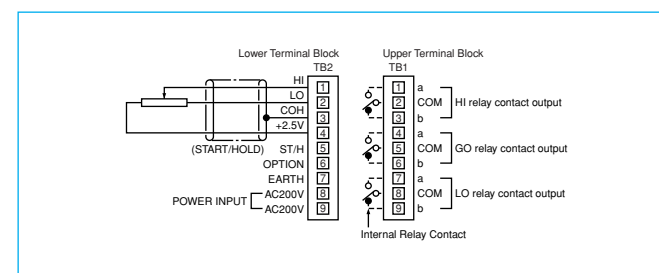 Lower Terminal Block
TB2
HI
1
LO
2
COH
3
+2.5V
4
(START/HOLD) ST/H
5
OPTION
6
EARTH
7
POWER INPUT
AC200V
8
AC200V
9
Upper Terminal Block
TB1
1 a
2 COM HI relay contact output
3 b
4 a
5 COM GO relay contact output
6 b
7 a
8 COM LO relay contact output
9 b
Internal Relay Contact